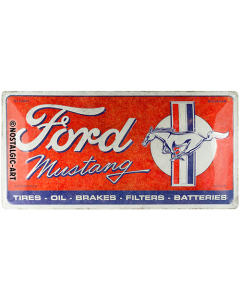 Ford
Mustang
TIRES - OIL - BRAKES - FILTERS - BATTERIES
©NOSTALGIC-ART